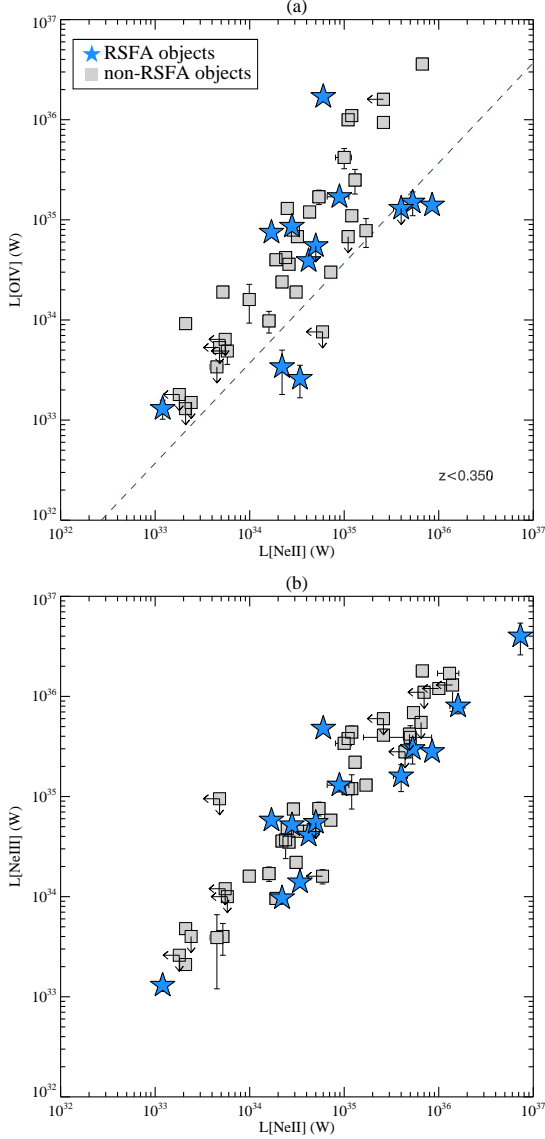 (a)
10^37
RSFA objects
non-RSFA objects
10^36
10^35
L[OIV] (W)
10^34
10^33
z<0.350
10^32
10^32 10^33 10^34 10^35 10^36 10^37
L[NeII] (W)
(b)
10^37
10^36
10^35
L[NeIII] (W)
10^34
10^33
10^32
10^32 10^33 10^34 10^35 10^36 10^37
L[NeII] (W)